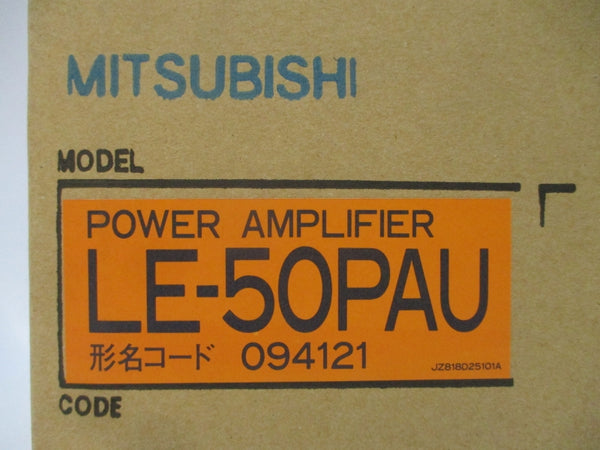 MITSUBISHI
MODEL
POWER AMPLIFIER
LE-50PAU
形名コード 094121
JZ818D25101A
CODE